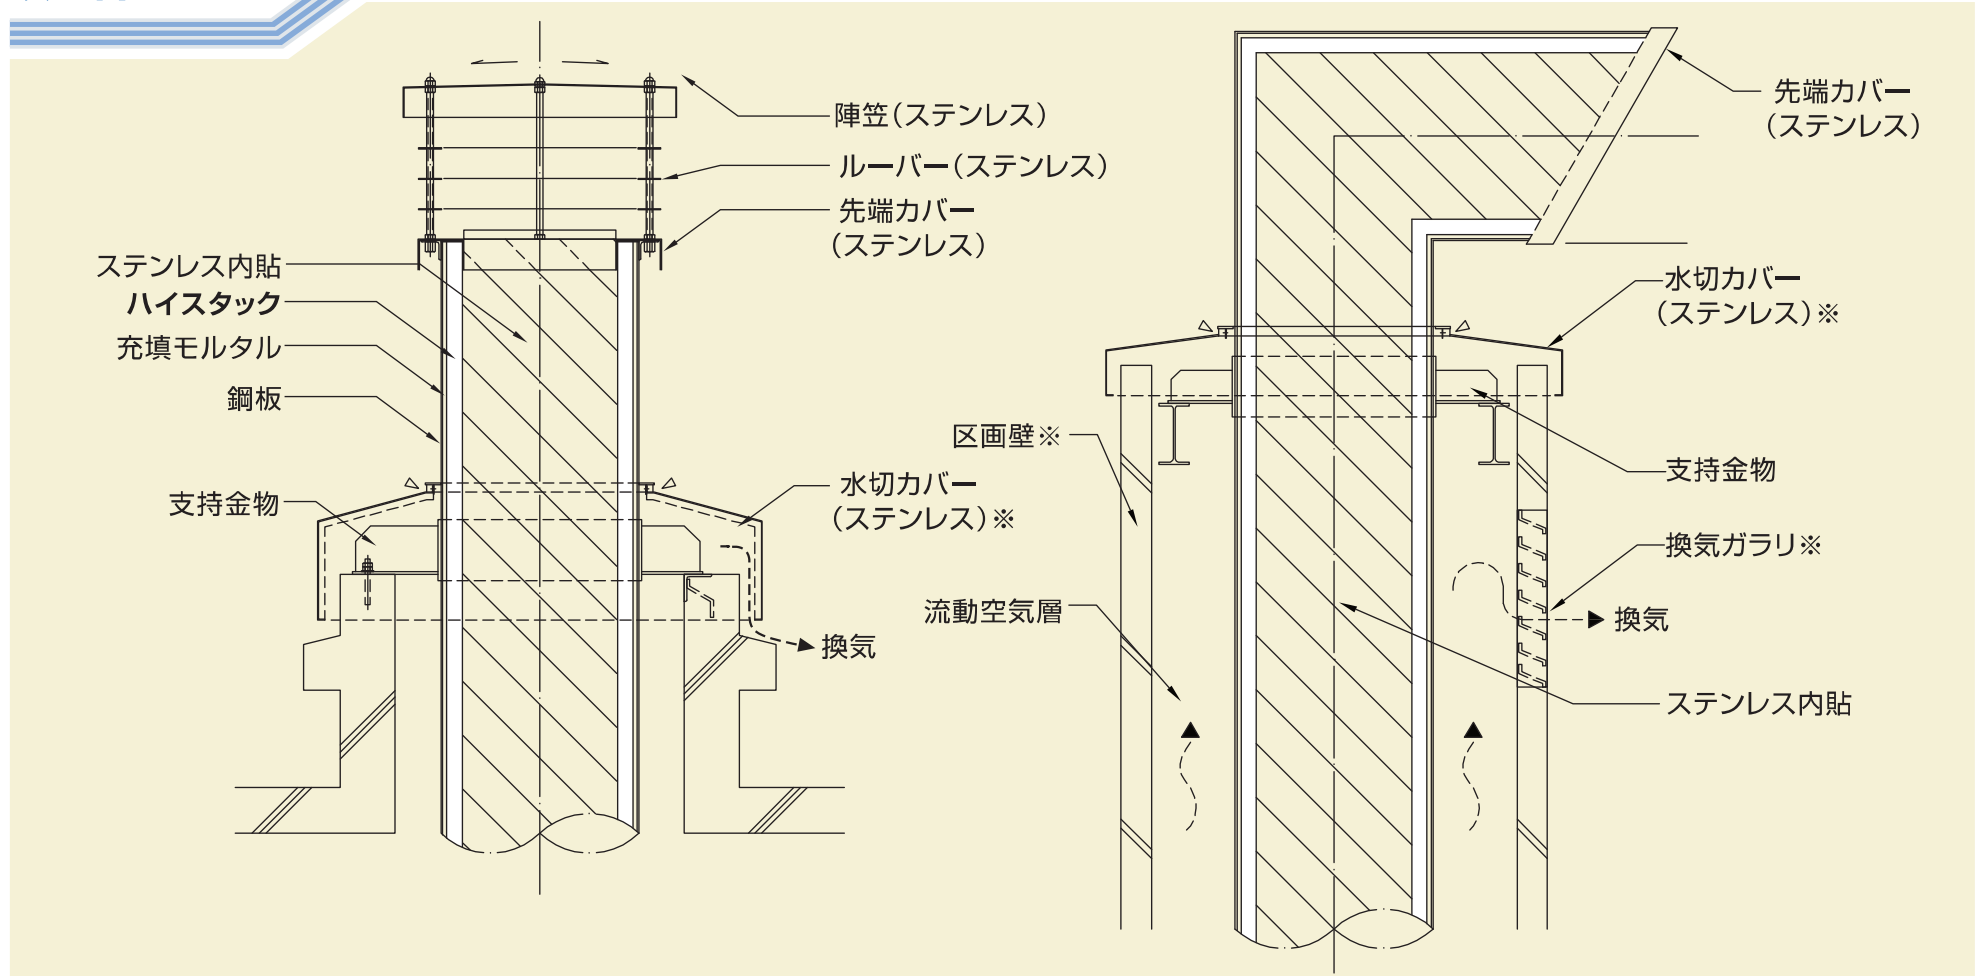 陣笠(ステンレス)
ルーバー(ステンレス)
先端カバー
(ステンレス)
ステンレス内貼
ハイスタック
充填モルタル
鋼板
支持金物
水切カバー
(ステンレス)※
換気
先端カバー
(ステンレス)
水切カバー
(ステンレス)※
区画壁※
支持金物
換気ガラリ※
流動空気層
換気
ステンレス内貼